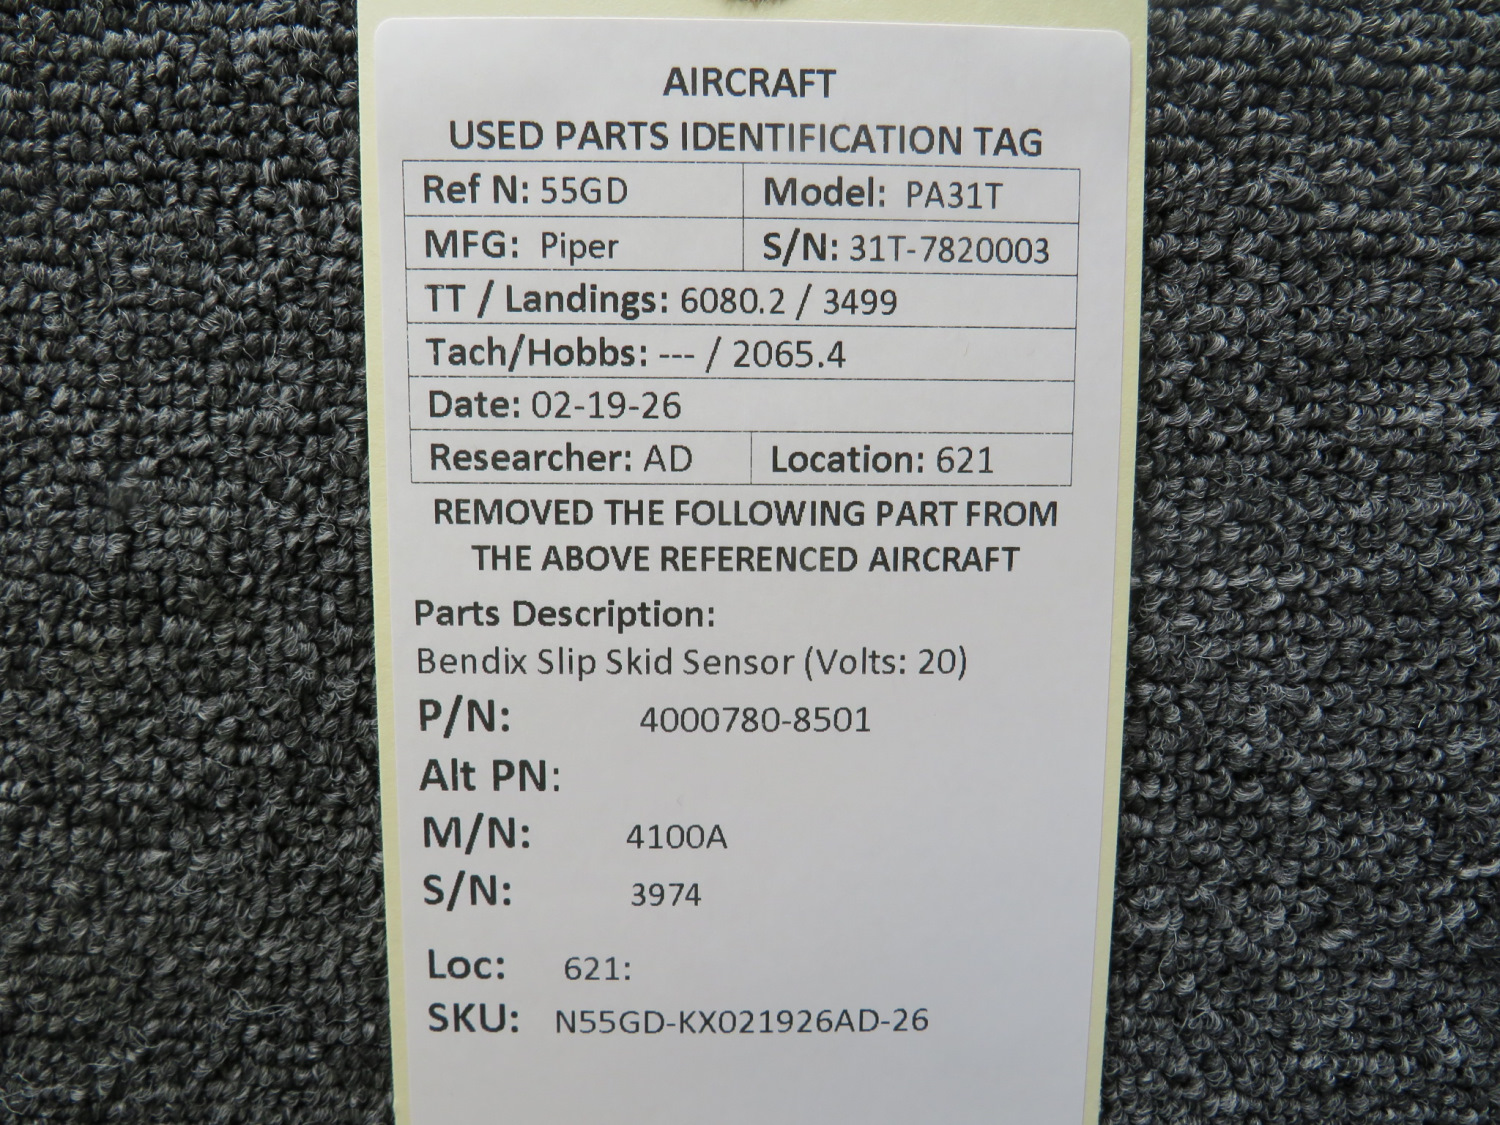 AIRCRAFT
USED PARTS IDENTIFICATION TAG
Ref N: 55GD Model: PA31T
MFG: Piper S/N: 31T-7820003
TT / Landings: 6080.2 / 3499
Tach/Hobbs: --- / 2065.4
Date: 02-19-26
Researcher: AD Location: 621
REMOVED THE FOLLOWING PART FROM
THE ABOVE REFERENCED AIRCRAFT
Parts Description:
Bendix Slip Skid Sensor (Volts: 20)
P/N: 4000780-8501
Alt PN:
M/N: 4100A
S/N: 3974
Loc: 621:
SKU: N55GD-KX021926AD-26